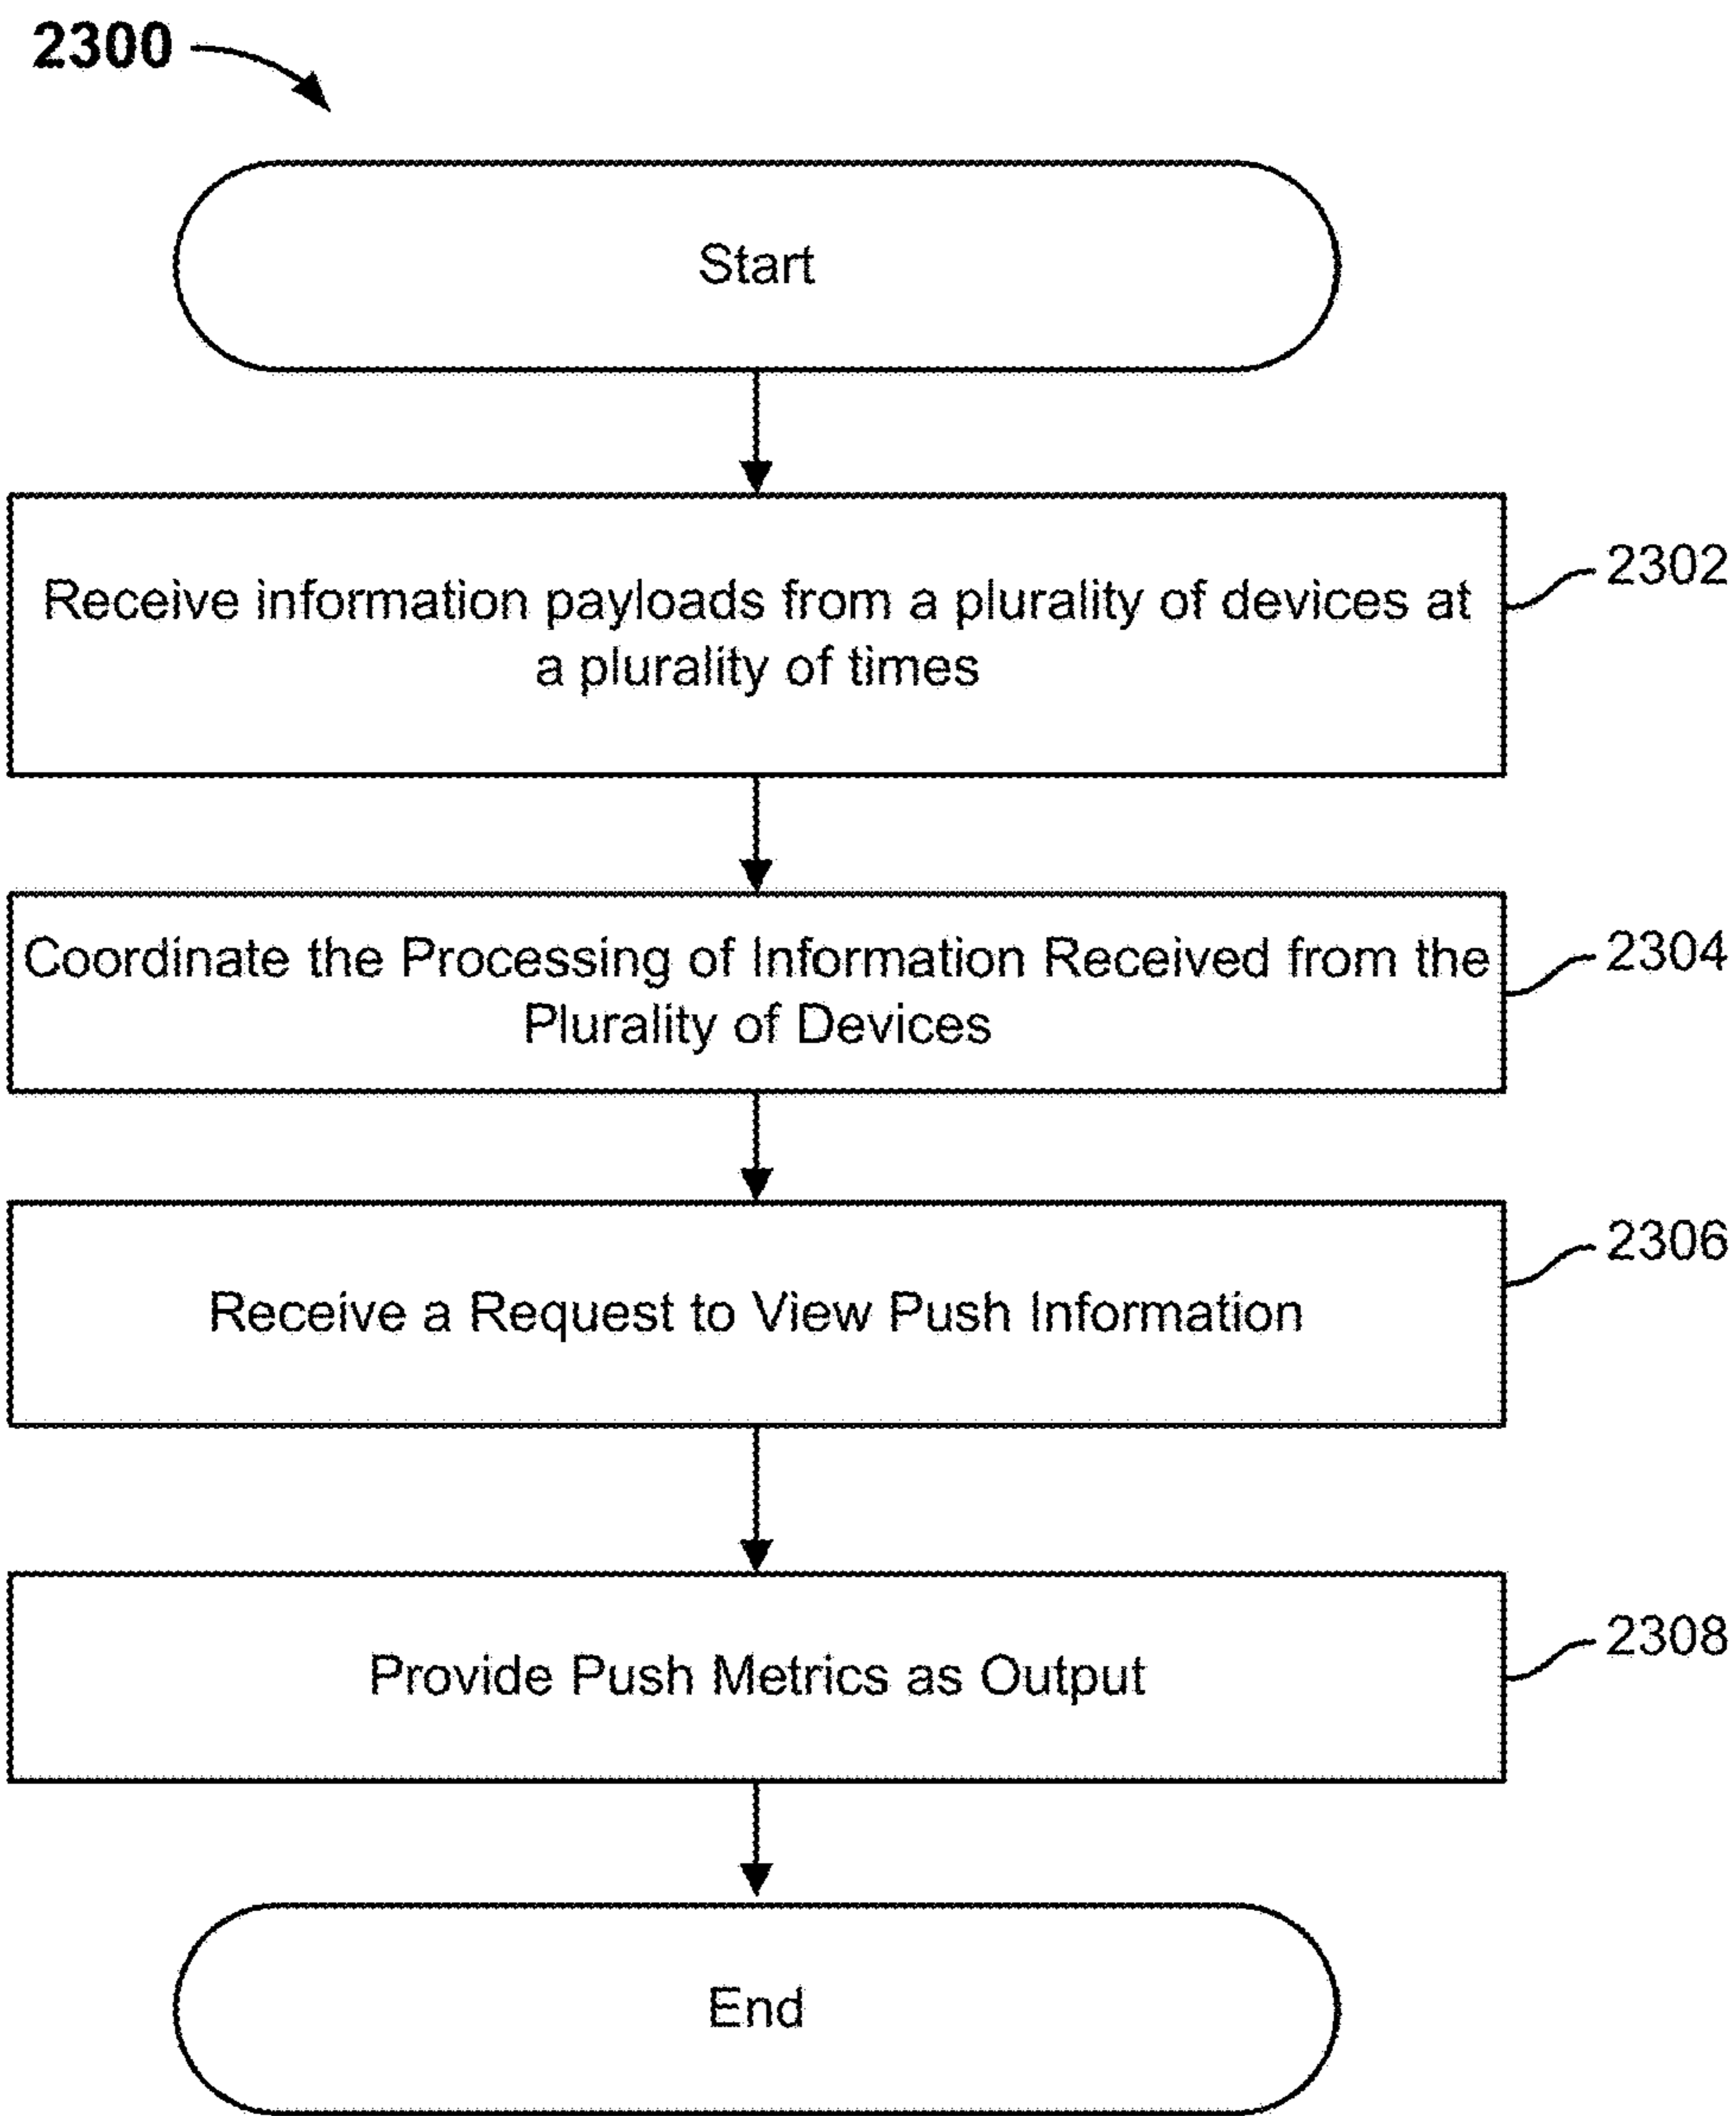 2300
Start
Receive information payloads from a plurality of devices at
a plurality of times
2302
Coordinate the Processing of Information Received from the
Plurality of Devices
2304
Receive a Request to View Push Information
2306
Provide Push Metrics as Output
2308
End